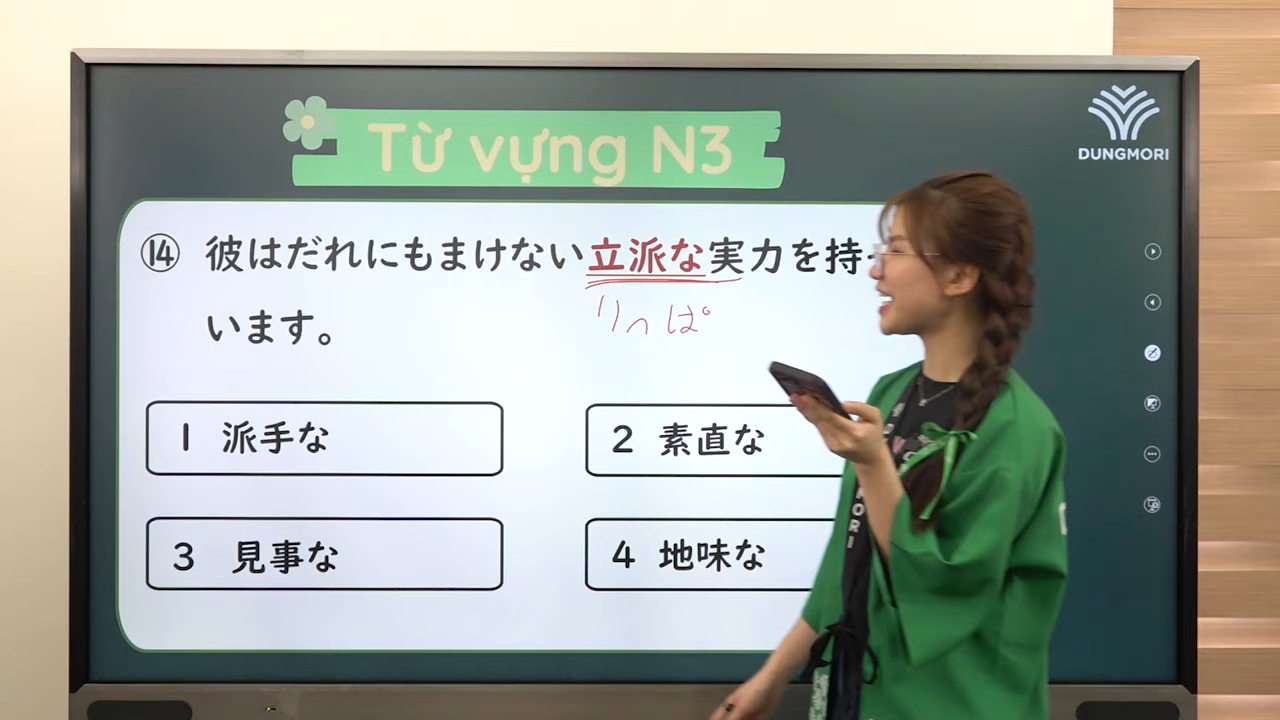 Từ vựng N3
DUNGMORI
⑭ 彼はだれにもまけない立派な実力を持っ
います。
りっぱ
1 派手な
2 素直な
3 見事な
4 地味な
ORI